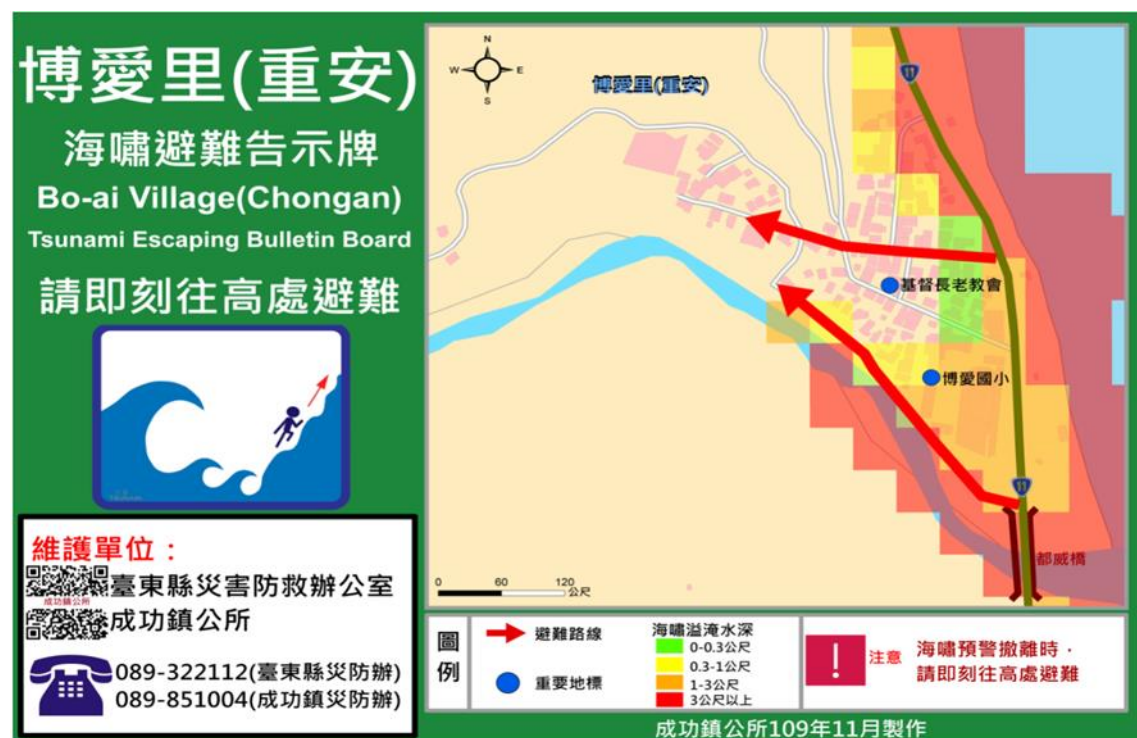 博愛里(重安)
海嘯避難告示牌
Bo-ai Village(Chongan)
Tsunami Escaping Bulletin Board
請即刻往高處避難
維護單位：
成功鎮公所
臺東縣災害防救辦公室
成功鎮公所
089-322112(臺東縣災防辦)
089-851004(成功鎮災防辦)
N
W
E
S
博愛里(重安)
11
基督長老教會
博愛國小
11
都威橋
0
60
120
公尺
圖例
避難路線
重要地標
海嘯溢淹水深
0-0.3公尺
0.3-1公尺
1-3公尺
3公尺以上
!
注意
海嘯預警撤離時，
請即刻往高處避難
成功鎮公所109年11月製作